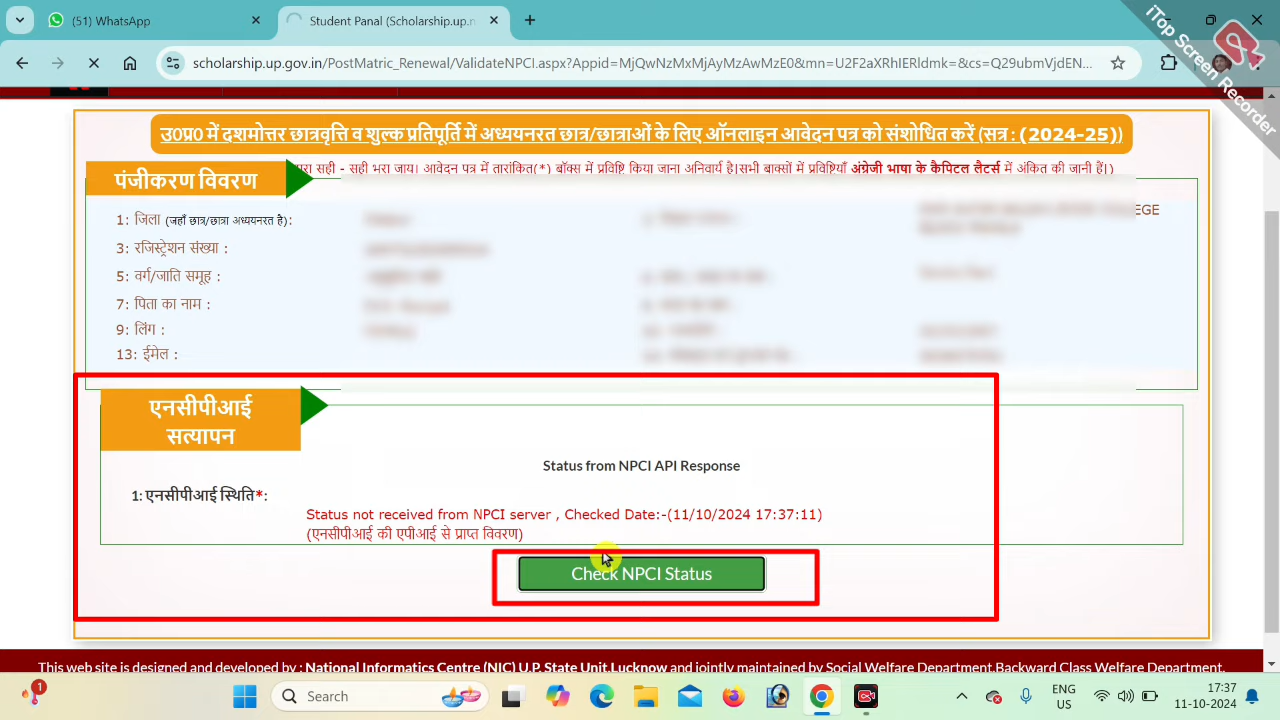 (51) WhatsApp
Student Panal (Scholarship.up.n
scholarship.up.gov.in/PostMatric_Renewal/ValidateNPCI.aspx?Appid=MjQwNzMxMjAyMzAwMzE0&mn=U2F2aXRhIERldmk=&cs=Q29ubmVjdEN...
iTop Screen Recorder
उ0प्र0 में दशमोत्तर छात्रवृत्ति व शुल्क प्रतिपूर्ति में अध्ययनरत छात्र/छात्राओं के लिए ऑनलाइन आवेदन पत्र को संशोधित करें (सत्र : (2024-25))
सही - सही भरा जाय। आवेदन पत्र में तारांकित(*) बॉक्स में प्रविष्टि किया जाना अनिवार्य है।सभी बाक्सों में प्रविष्टियाँ अंग्रेजी भाषा के कैपिटल लैटर्स में अंकित की जानी हैं।)
पंजीकरण विवरण
1: जिला (जहाँ छात्र/छात्रा अध्ययनरत है):
EGE
3: रजिस्ट्रेशन संख्या :
5: वर्ग/जाति समूह :
7: पिता का नाम :
9: लिंग :
13: ईमेल :
एनसीपीआई
सत्यापन
Status from NPCI API Response
1: एनसीपीआई स्थिति*:
Status not received from NPCI server , Checked Date:-(11/10/2024 17:37:11)
(एनसीपीआई की एपीआई से प्राप्त विवरण)
Check NPCI Status
This web site is designed and developed by : National Informatics Centre (NIC) U.P. State Unit,Lucknow and jointly maintained by Social Welfare Department,Backward Class Welfare Department,
1
Search
ENG
US
17:37
11-10-2024